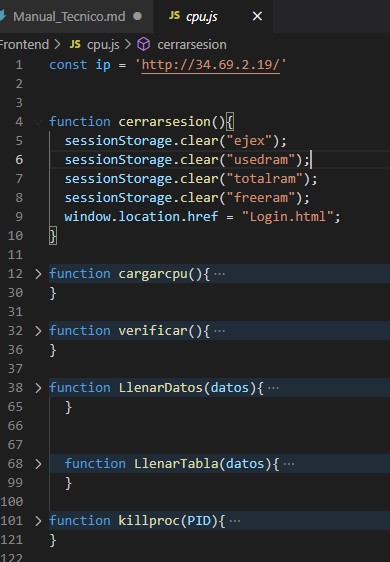 Manual_Tecnico.md JS cpu.js
Frontend > JS cpu.js > cerrarsesion
1 const ip = 'http://34.69.2.19/'
2
3
4 function cerrarsesion(){
5 sessionStorage.clear("ejex");
6 sessionStorage.clear("usedram");
7 sessionStorage.clear("totalram");
8 sessionStorage.clear("freeram");
9 window.location.href = "Login.html";
10 }
11
12 function cargarcpu(){ ···
30 }
31
32 function verificar(){ ···
36 }
37
38 function LlenarDatos(datos){ ···
65 }
66
67
68 function LlenarTabla(datos){ ···
99 }
100
101 function killproc(PID){ ···
121 }
122